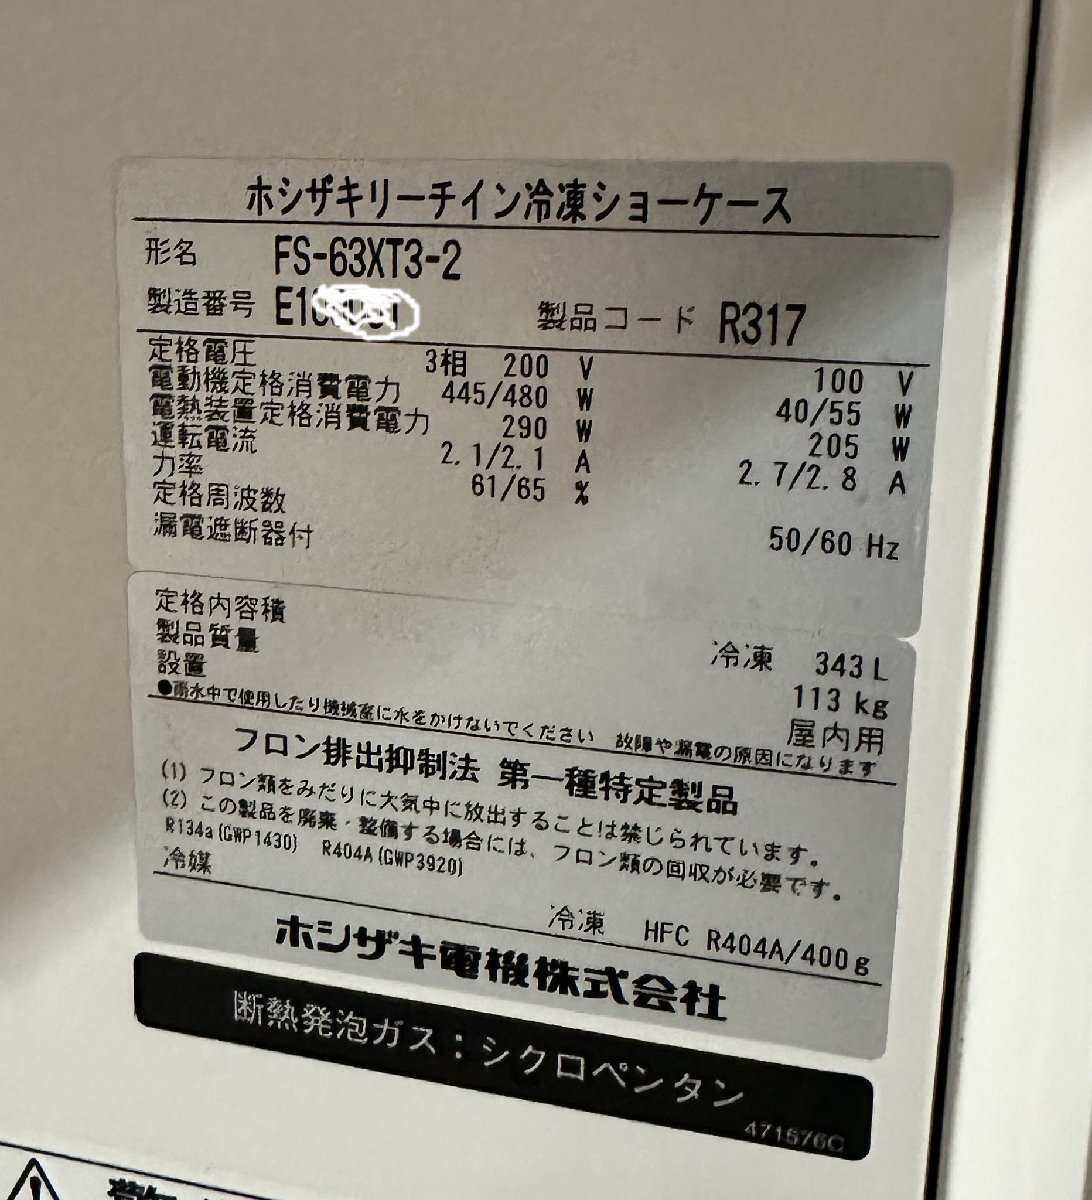 ホシザキリーチイン冷凍ショーケース
形名 FS-63XT3-2
製造番号 E10 製品コード R317
定格電圧 3相 200 V 100 V
電動機定格消費電力 445/480 W 40/55 W
電熱装置定格消費電力 290 W 205 W
運転電流 2.1/2.1 A 2.7/2.8 A
力率 61/65 %
定格周波数 50/60 Hz
漏電遮断器付
定格内容積 冷凍 343 L
製品質量 113 kg
設置 屋内用
●雨水中で使用したり機械室に水をかけないでください 故障や漏電の原因になります
フロン排出抑制法 第一種特定製品
(1) フロン類をみだりに大気中に放出することは禁じられています。
(2) この製品を廃棄・整備する場合には、フロン類の回収が必要です。
R134a(GWP1430) R404A(GWP3920)
冷媒 冷凍 HFC R404A/400g
ホシザキ電機株式会社
断熱発泡ガス：シクロペンタン
471576C